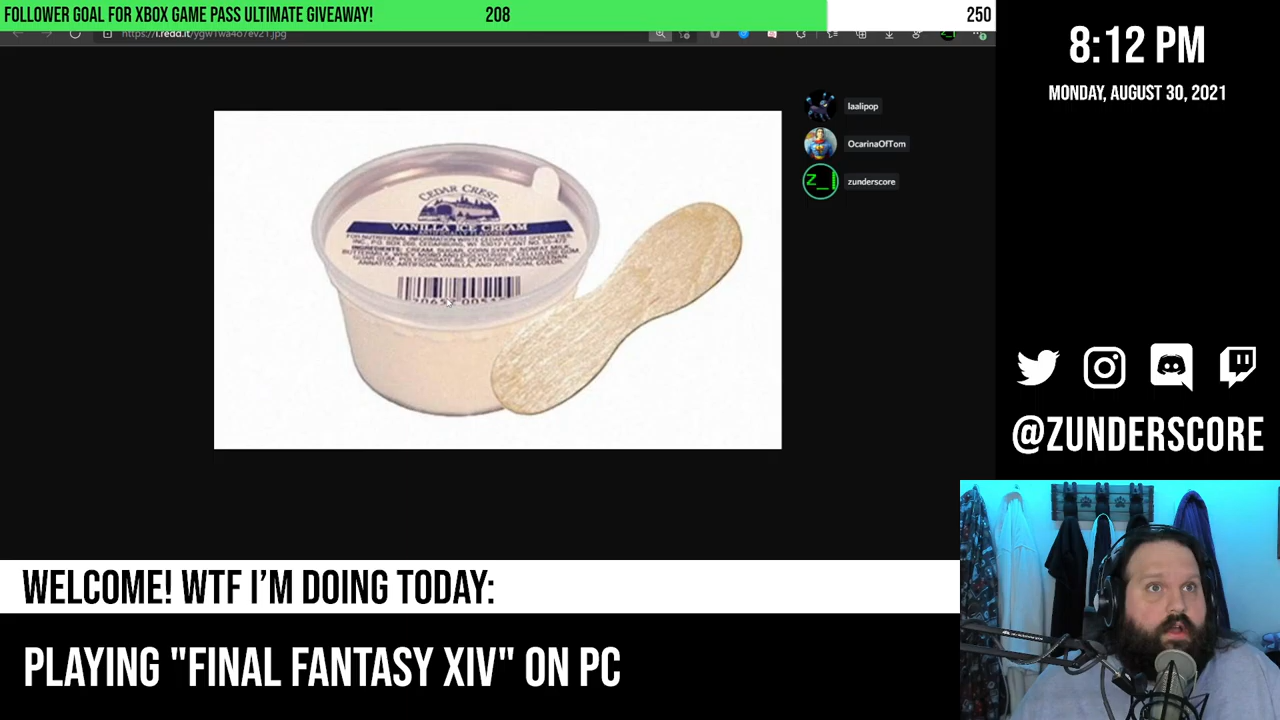 FOLLOWER GOAL FOR XBOX GAME PASS ULTIMATE GIVEAWAY!
208
250
8:12 PM
MONDAY, AUGUST 30, 2021
laalipop
OcarinaOfTom
zunderscore
CEDAR CREST
VANILLA ICE CREAM
@ZUNDERSCORE
WELCOME! WTF I'M DOING TODAY:
PLAYING "FINAL FANTASY XIV" ON PC